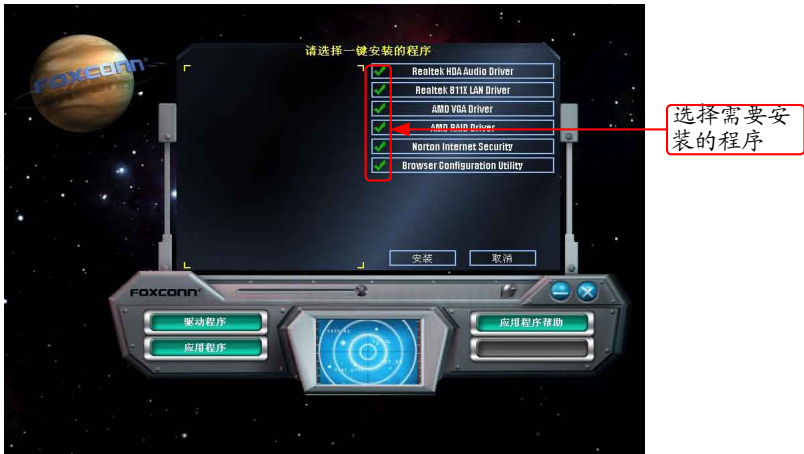 FOXCONN
请选择一键安装的程序
Realtek HDA Audio Driver
Realtek 811X LAN Driver
AMD VGA Driver
AMD RAID Driver
Norton Internet Security
Browser Configuration Utility
选择需要安
装的程序
安装
取消
FOXCONN
驱动程序
应用程序
应用程序帮助